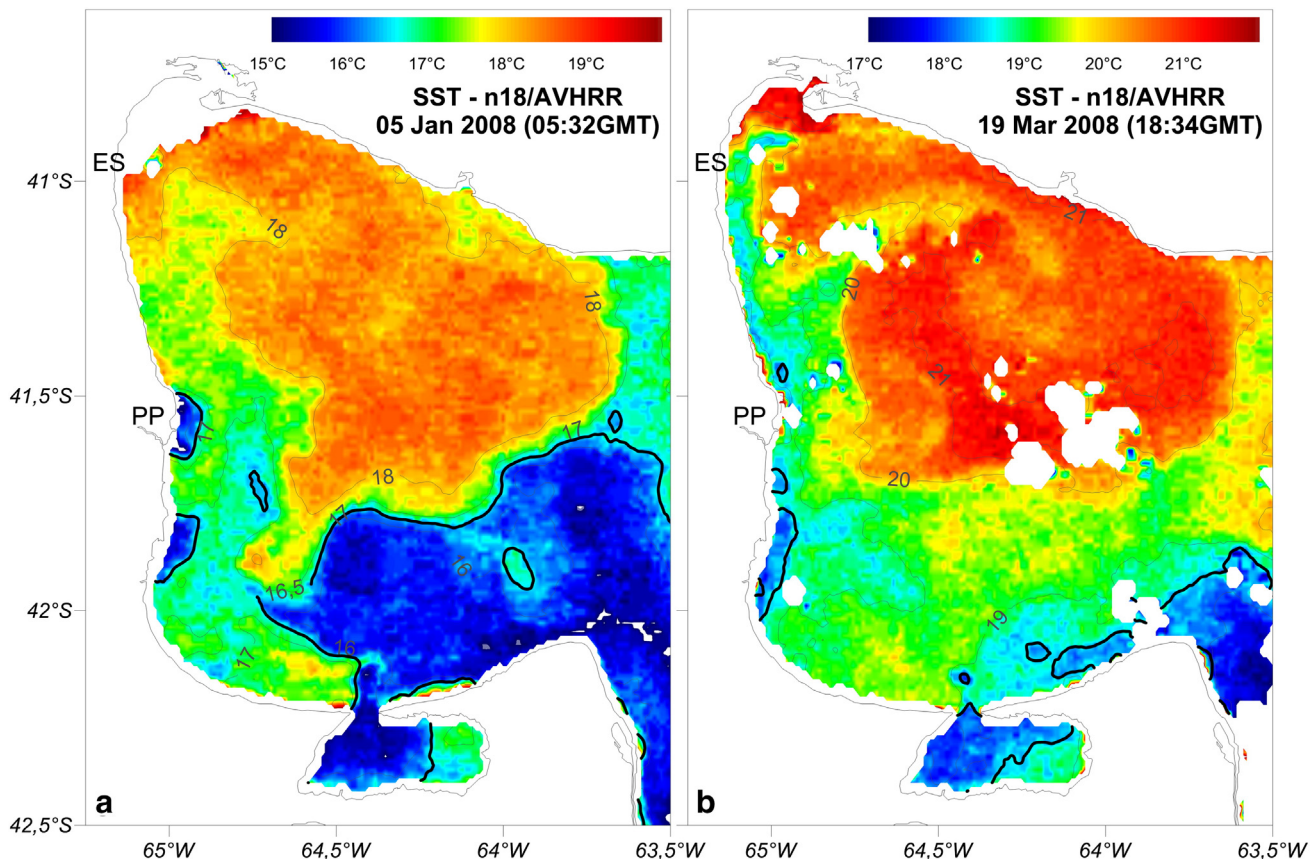 15°C 16°C 17°C 18°C 19°C
SST - n18/AVHRR
05 Jan 2008 (05:32GMT)
ES
41°S
18
18
41,5°S
PP
17
17
18
17
16
16,5
42°S
16
17
a
42,5°S
65°W 64,5°W 64°W 63,5°W
17°C 18°C 19°C 20°C 21°C
SST - n18/AVHRR
19 Mar 2008 (18:34GMT)
ES
21
20
21
PP
20
19
b
65°W 64,5°W 64°W 63,5°W